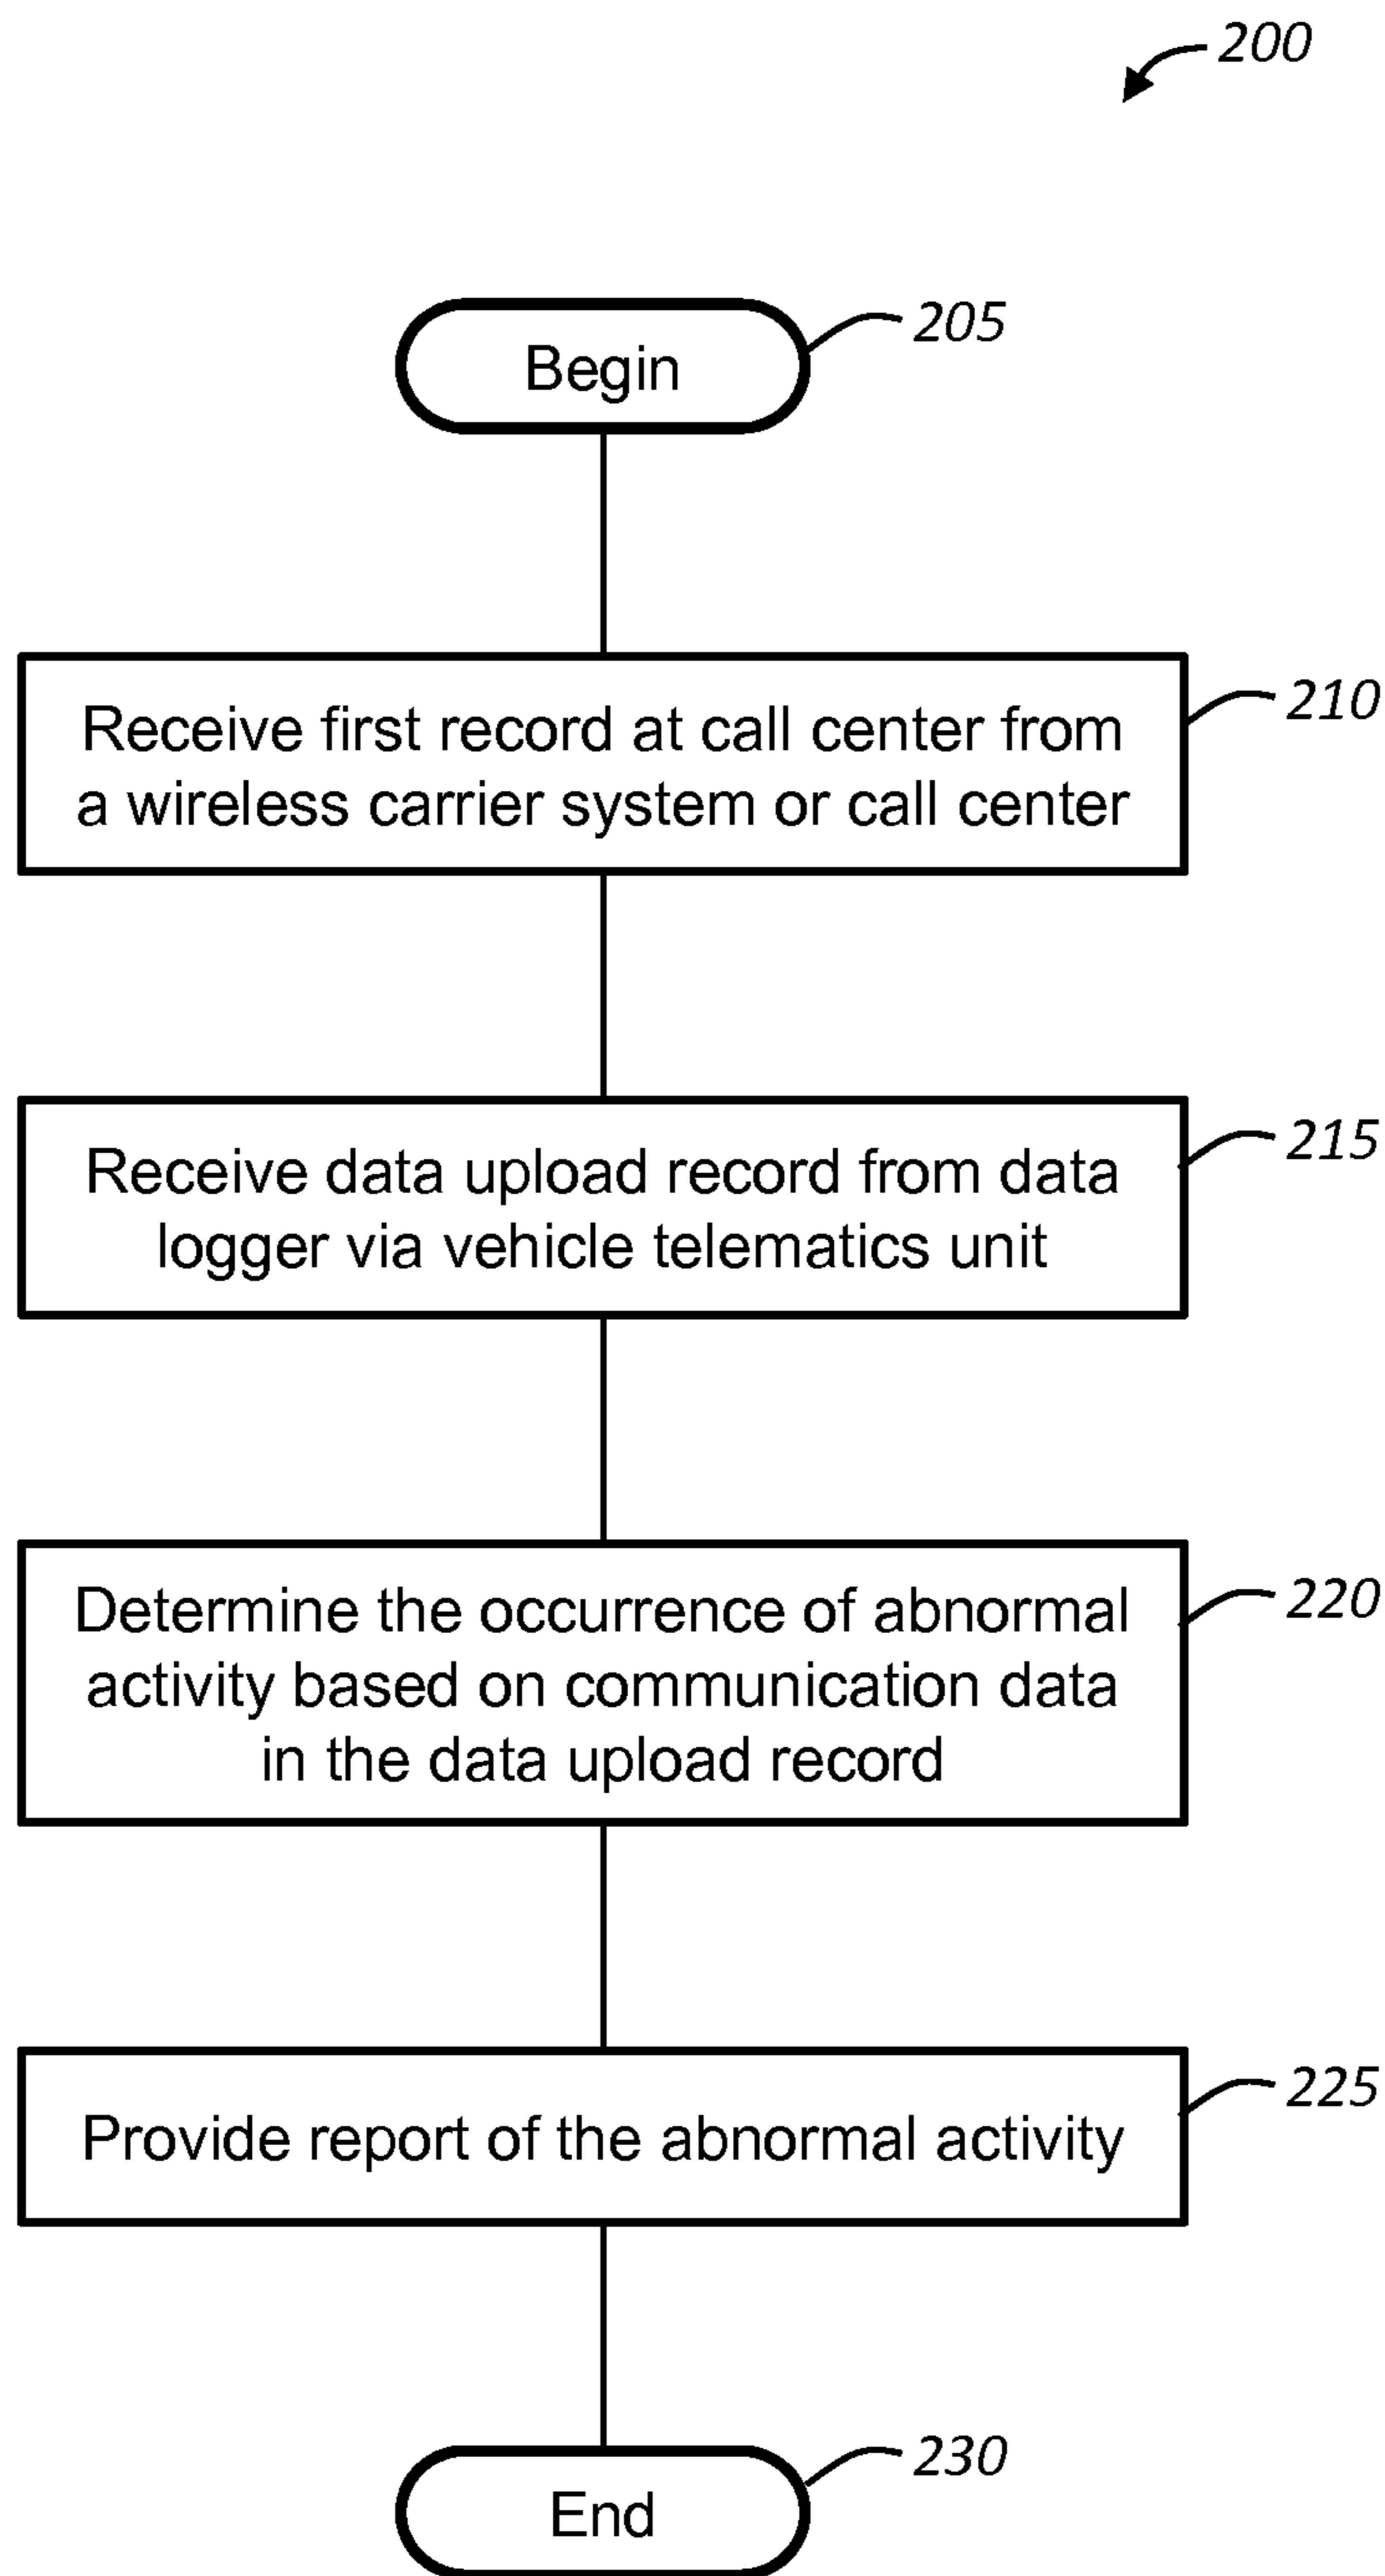 200
Begin
205
Receive first record at call center from
a wireless carrier system or call center
210
Receive data upload record from data
logger via vehicle telematics unit
215
Determine the occurrence of abnormal
activity based on communication data
in the data upload record
220
Provide report of the abnormal activity
225
End
230